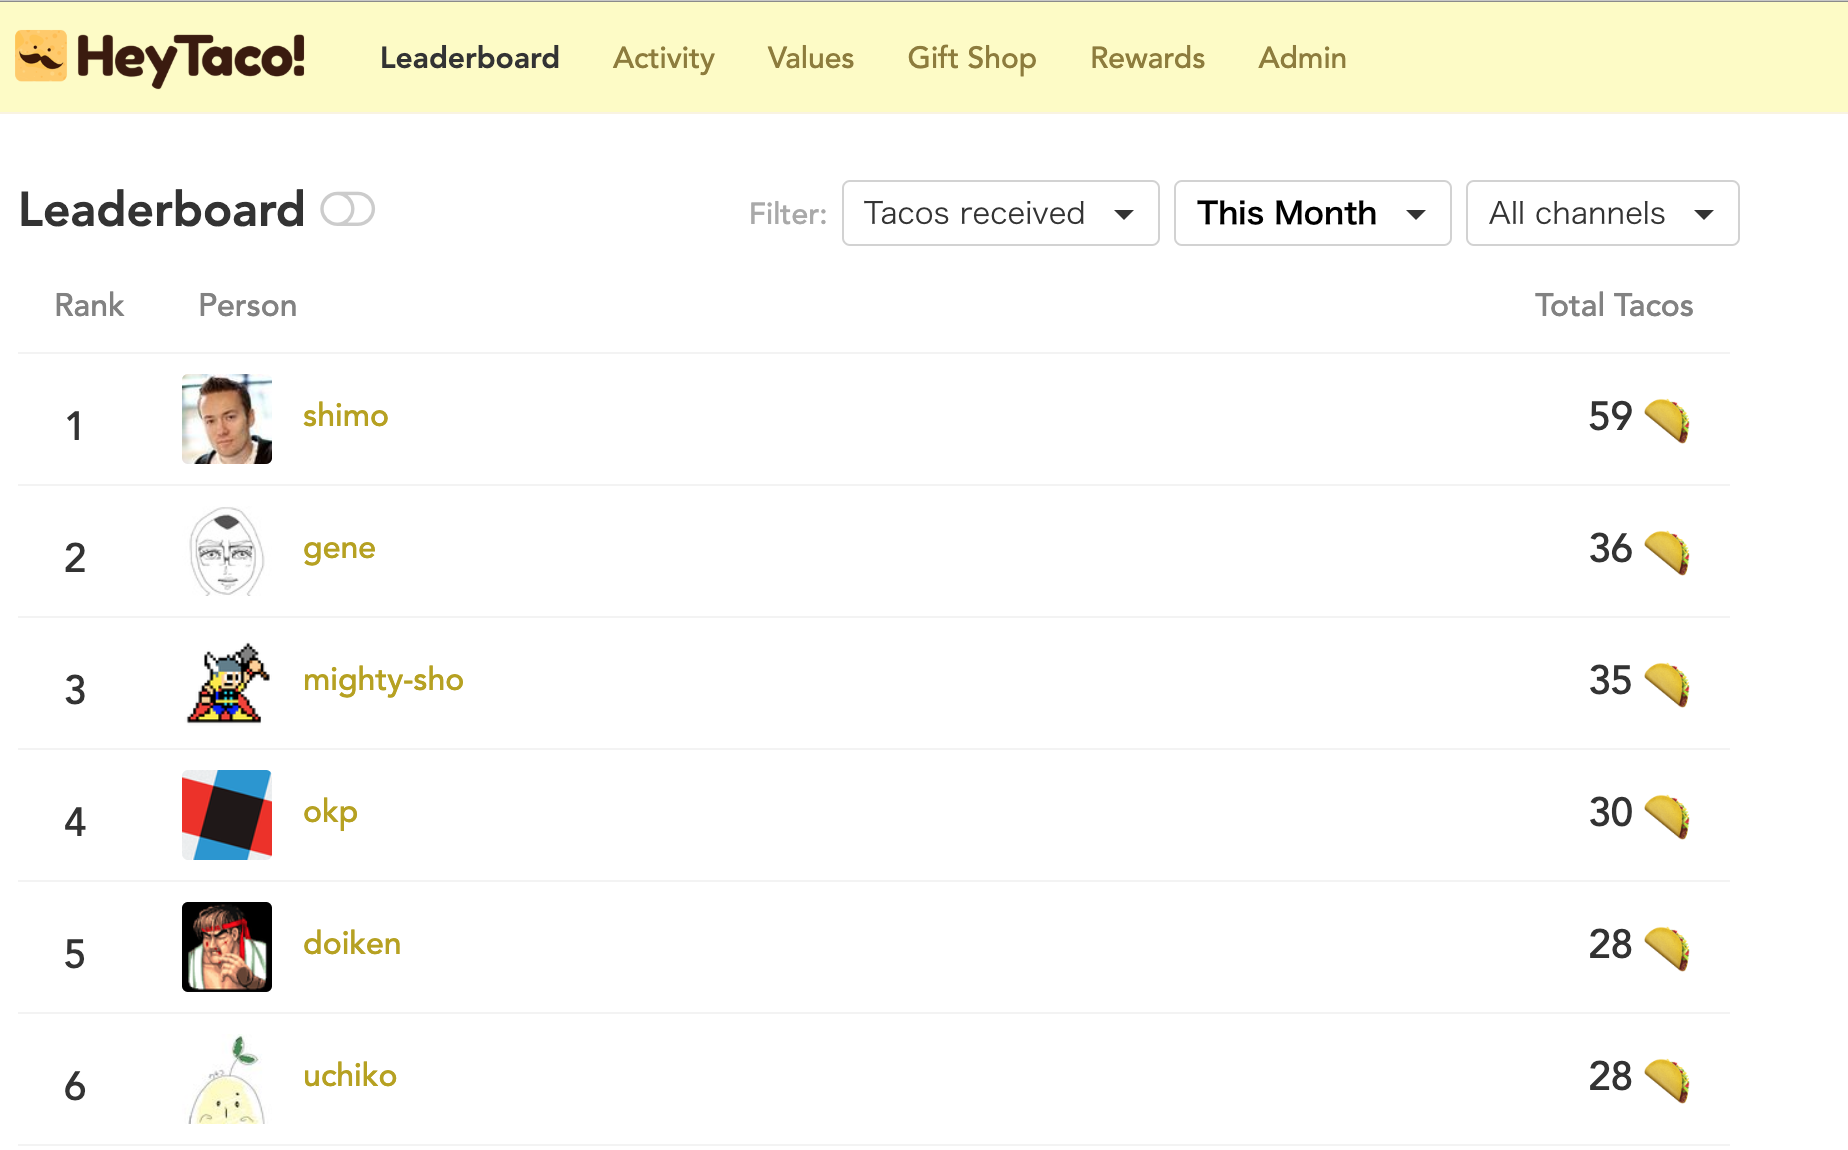 HeyTaco! Leaderboard Activity Values Gift Shop Rewards Admin
Leaderboard Filter: Tacos received This Month All channels
Rank Person Total Tacos
1 shimo 59
2 gene 36
3 mighty-sho 35
4 okp 30
5 doiken 28
6 uchiko 28